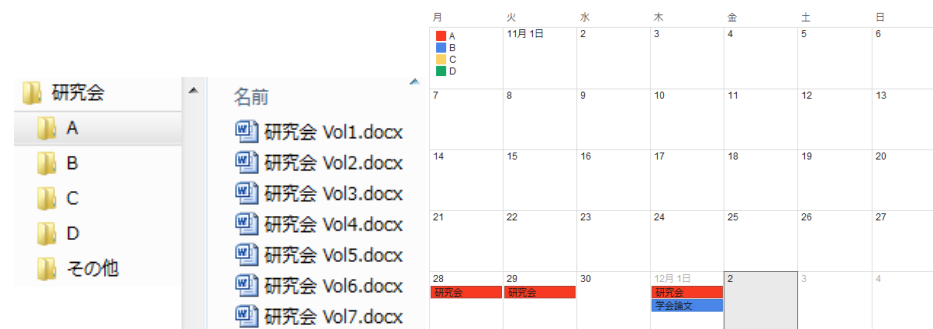 研究会
A
B
C
D
その他
名前
研究会 Vol1.docx
研究会 Vol2.docx
研究会 Vol3.docx
研究会 Vol4.docx
研究会 Vol5.docx
研究会 Vol6.docx
研究会 Vol7.docx
月 火 水 木 金 土 日
11月 1日 2 3 4 5 6
A
B
C
D
7 8 9 10 11 12 13
14 15 16 17 18 19 20
21 22 23 24 25 26 27
28 29 30 12月 1日 2 3 4
研究会 研究会 研究会
学会論文